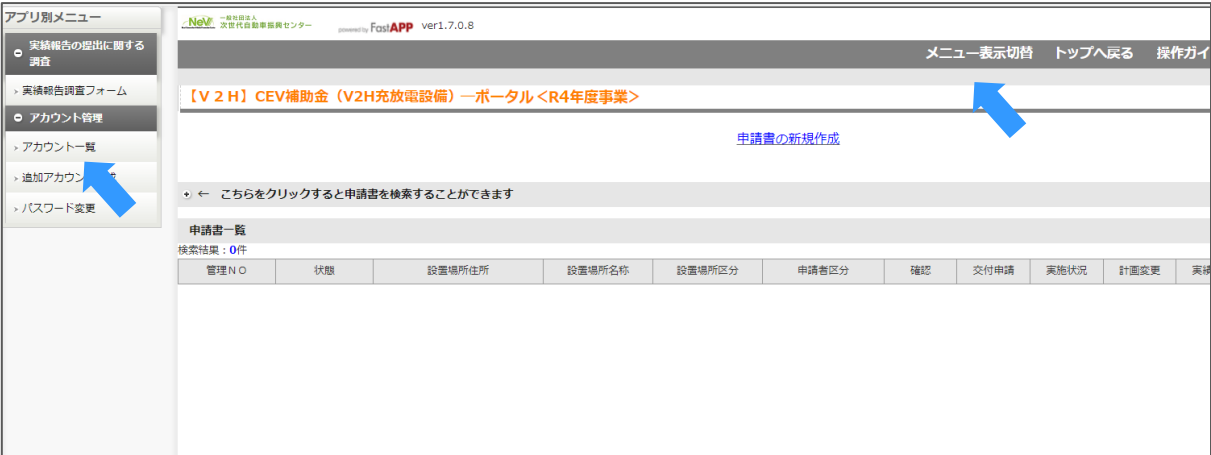 アプリ別メニュー
実績報告の提出に関する
調査
実績報告調査フォーム
アカウント管理
アカウント一覧
追加アカウン
パスワード変更
NeV 一般社団法人
次世代自動車振興センター
powered by FastAPP ver1.7.0.8
メニュー表示切替 トップへ戻る 操作ガイ
【V2H】CEV補助金（V2H充放電設備）―ポータル<R4年度事業>
申請書の新規作成
← こちらをクリックすると申請書を検索することができます
申請書一覧
検索結果：0件
管理NO 状態 設置場所住所 設置場所名称 設置場所区分 申請者区分 確認 交付申請 実施状況 計画変更 実績